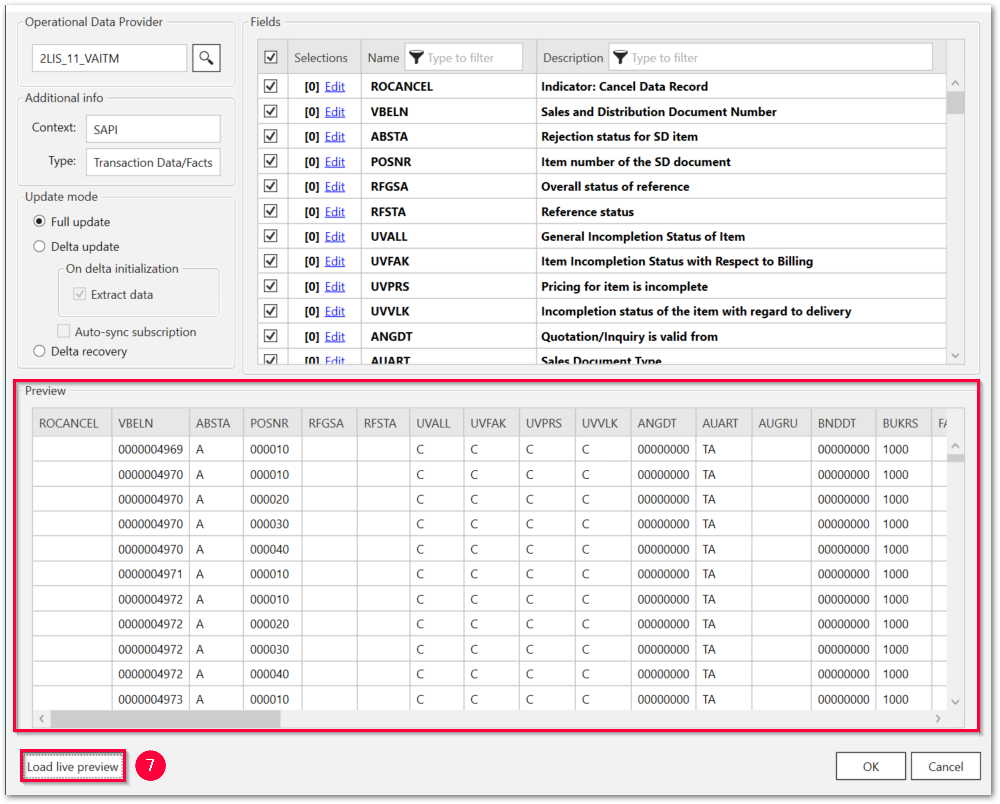 Operational Data Provider
2LIS_11_VAITM
Additional info
Context: SAPI
Type: Transaction Data/Facts
Update mode
Full update
Delta update
On delta initialization
Extract data
Auto-sync subscription
Delta recovery
Fields
Selections Name Type to filter Description Type to filter
[0] Edit ROCANCEL Indicator: Cancel Data Record
[0] Edit VBELN Sales and Distribution Document Number
[0] Edit ABSTA Rejection status for SD item
[0] Edit POSNR Item number of the SD document
[0] Edit RFGSA Overall status of reference
[0] Edit RFSTA Reference status
[0] Edit UVALL General Incompletion Status of Item
[0] Edit UVFAK Item Incompletion Status with Respect to Billing
[0] Edit UVPRS Pricing for item is incomplete
[0] Edit UVVLK Incompletion status of the item with regard to delivery
[0] Edit ANGDT Quotation/Inquiry is valid from
[0] Edit AUART Sales Document Type
Preview
ROCANCEL VBELN ABSTA POSNR RFGSA RFSTA UVALL UVFAK UVPRS UVVLK ANGDT AUART AUGRU BNDDT BUKRS
0000004969 A 000010 C C C C 00000000 TA 00000000 1000
0000004970 A 000010 C C C C 00000000 TA 00000000 1000
0000004970 A 000020 C C C C 00000000 TA 00000000 1000
0000004970 A 000030 C C C C 00000000 TA 00000000 1000
0000004970 A 000040 C C C C 00000000 TA 00000000 1000
0000004971 A 000010 C C C C 00000000 TA 00000000 1000
0000004972 A 000010 C C C C 00000000 TA 00000000 1000
0000004972 A 000020 C C C C 00000000 TA 00000000 1000
0000004972 A 000030 C C C C 00000000 TA 00000000 1000
0000004972 A 000040 C C C C 00000000 TA 00000000 1000
0000004973 A 000010 C C C C 00000000 TA 00000000 1000
Load live preview 7 OK Cancel